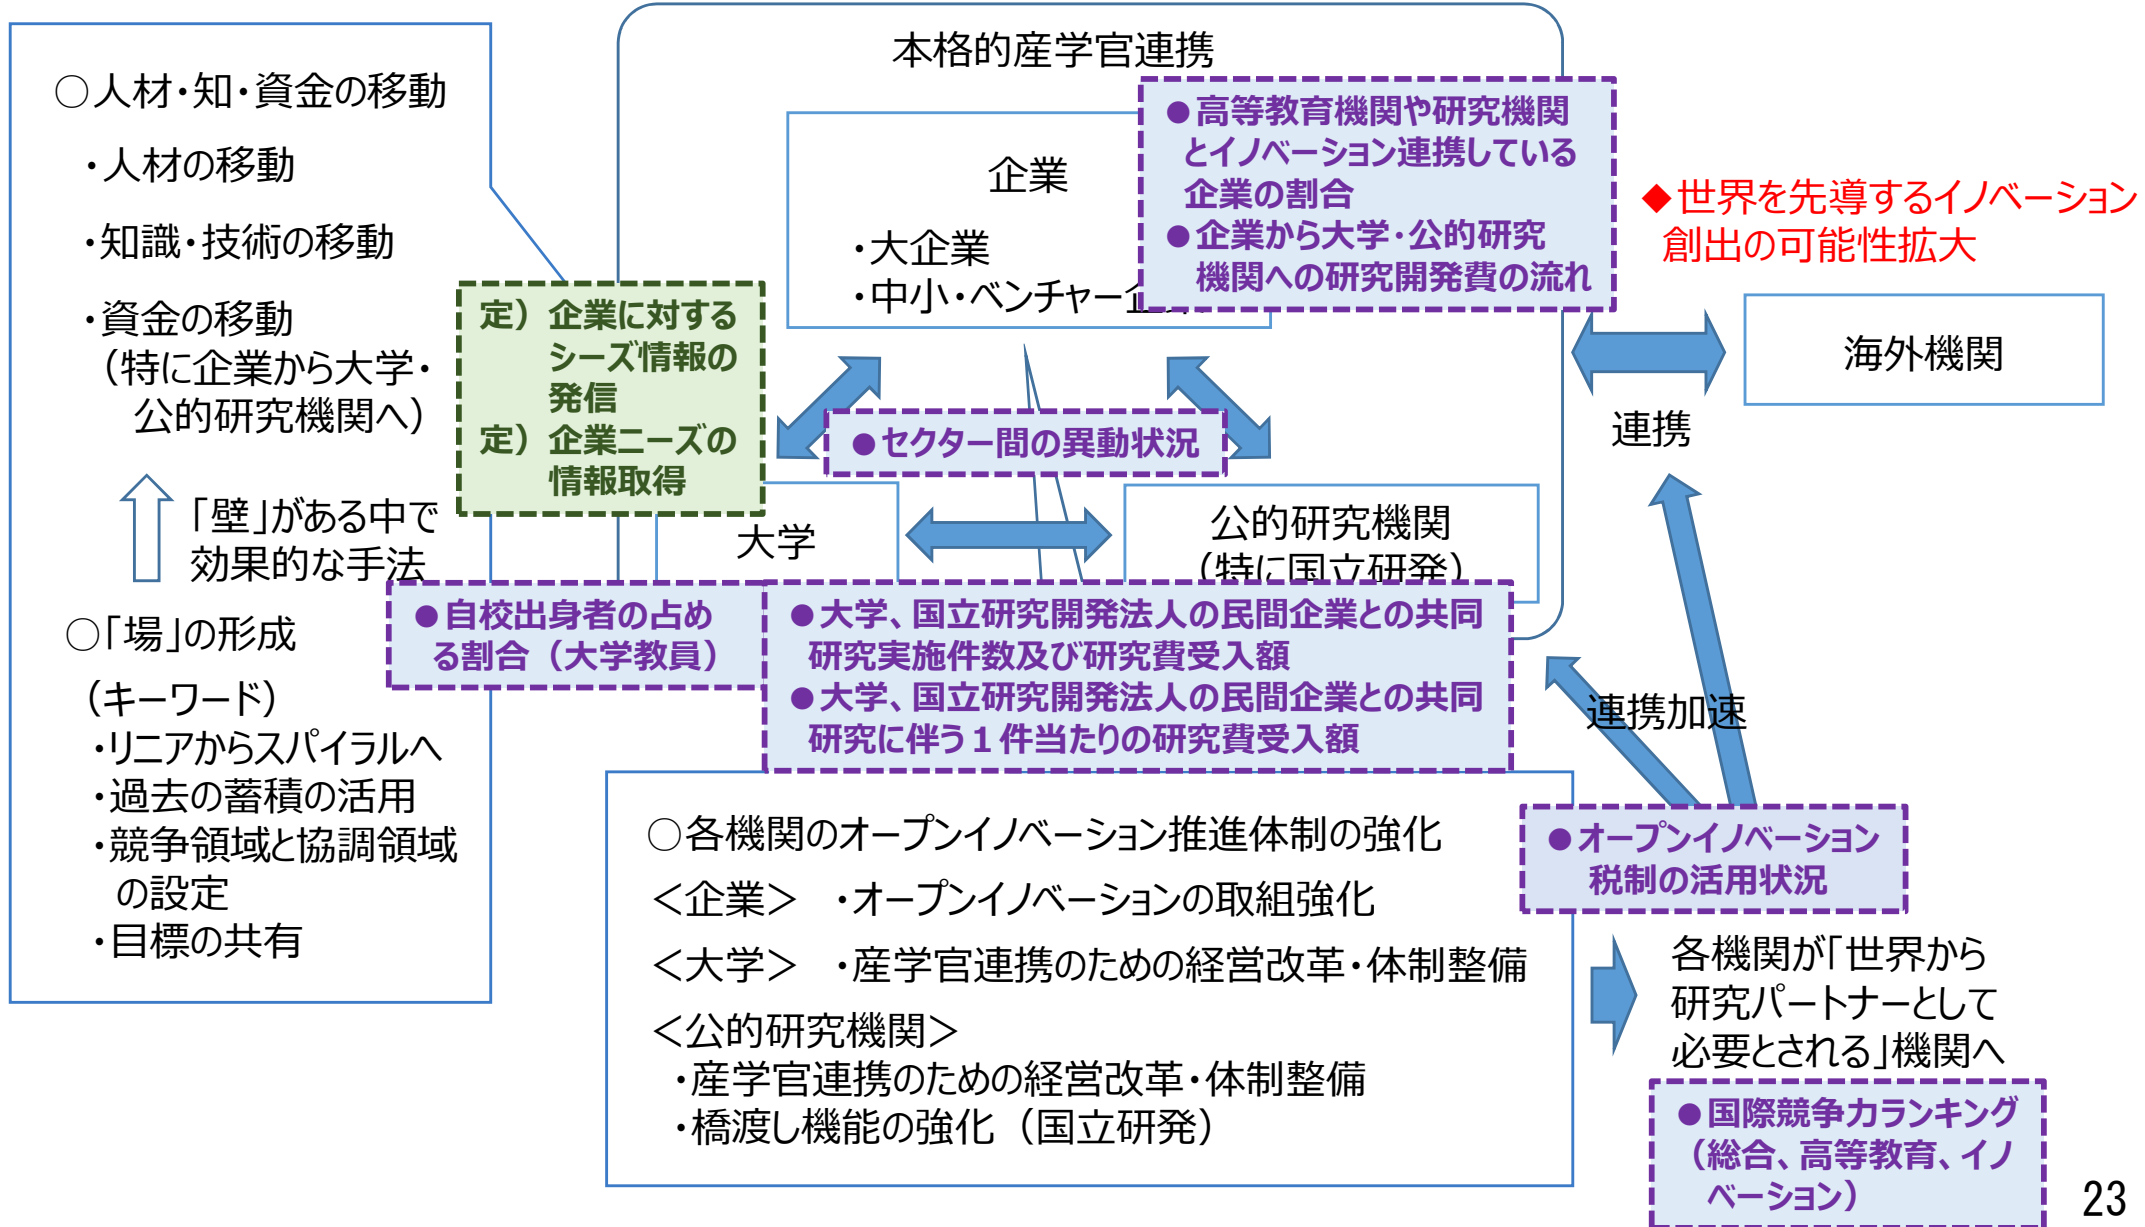 本格的産学官連携
○人材・知・資金の移動
・人材の移動
・知識・技術の移動
・資金の移動
（特に企業から大学・
公的研究機関へ）
「壁」がある中で
効果的な手法
○「場」の形成
（キーワード）
・リニアからスパイラルへ
・過去の蓄積の活用
・競争領域と協調領域
の設定
・目標の共有
定）企業に対する
シーズ情報の
発信
定）企業ニーズの
情報取得
企業
・大企業
・中小・ベンチャー企
●高等教育機関や研究機関
とイノベーション連携している
企業の割合
●企業から大学・公的研究
機関への研究開発費の流れ
◆世界を先導するイノベーション
創出の可能性拡大
海外機関
連携
●セクター間の異動状況
大学
公的研究機関
（特に国立研発）
●自校出身者の占め
る割合（大学教員）
●大学、国立研究開発法人の民間企業との共同
研究実施件数及び研究費受入額
●大学、国立研究開発法人の民間企業との共同
研究に伴う１件当たりの研究費受入額
連携加速
○各機関のオープンイノベーション推進体制の強化
＜企業＞　・オープンイノベーションの取組強化
＜大学＞　・産学官連携のための経営改革・体制整備
＜公的研究機関＞
・産学官連携のための経営改革・体制整備
・橋渡し機能の強化（国立研発）
●オープンイノベーション
税制の活用状況
各機関が「世界から
研究パートナーとして
必要とされる」機関へ
●国際競争力ランキング
（総合、高等教育、イノ
ベーション）
23